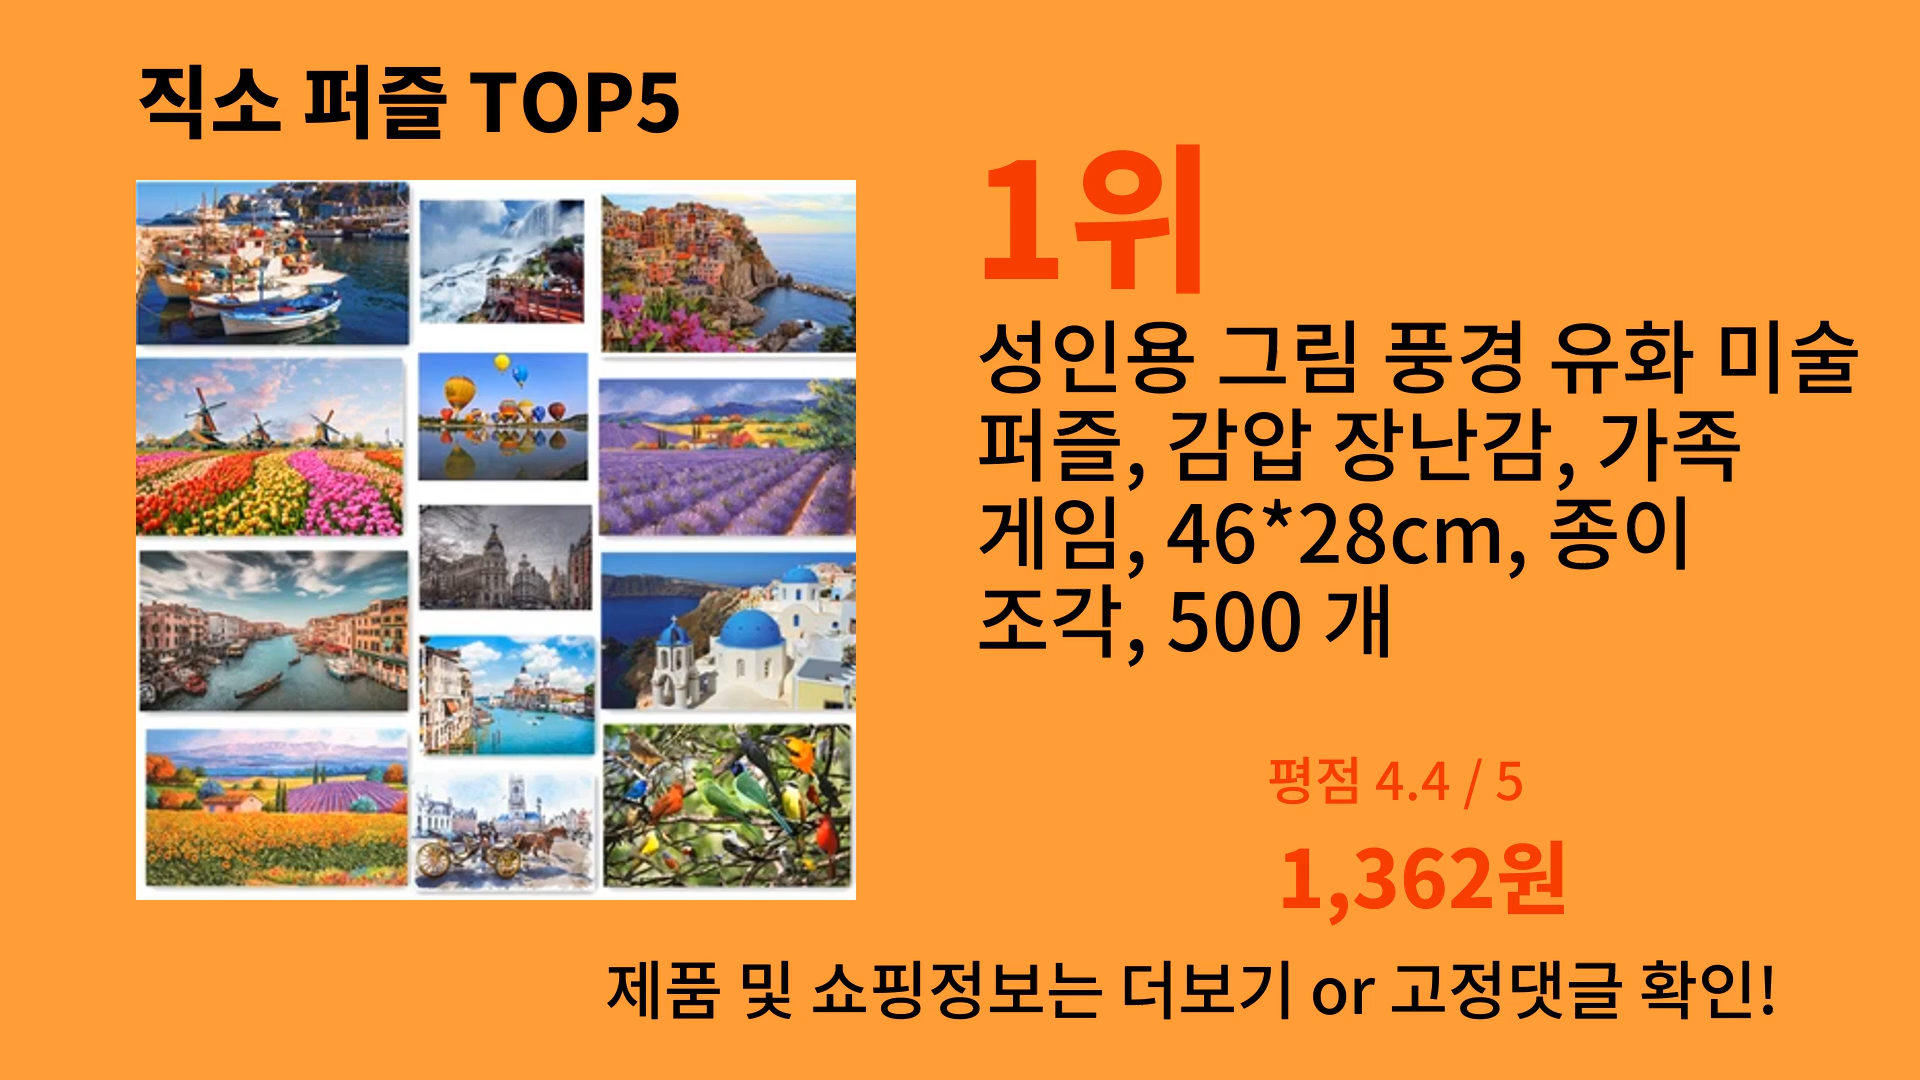 직소 퍼즐 TOP5
1위
성인용 그림 풍경 유화 미술
퍼즐, 감압 장난감, 가족
게임, 46*28cm, 종이
조각, 500 개
평점 4.4 / 5
1,362원
제품 및 쇼핑정보는 더보기 or 고정댓글 확인!